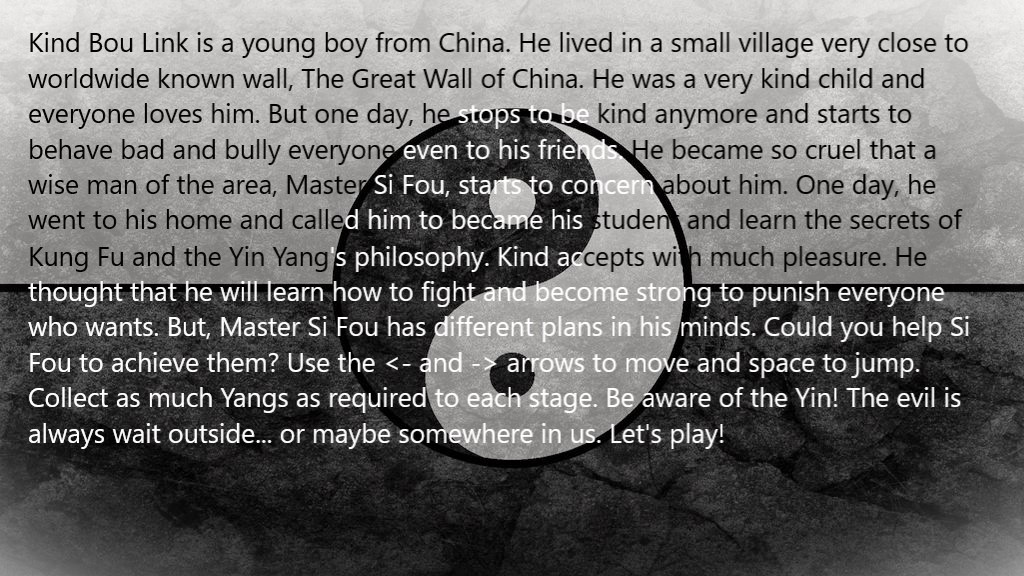 Kind Bou Link is a young boy from China. He lived in a small village very close to
worldwide known wall, The Great Wall of China. He was a very kind child and
everyone loves him. But one day, he stops to be kind anymore and starts to
behave bad and bully everyone even to his friends. He became so cruel that a
wise man of the area, Master Si Fou, starts to concern about him. One day, he
went to his home and called him to became his student and learn the secrets of
Kung Fu and the Yin Yang's philosophy. Kind accepts with much pleasure. He
thought that he will learn how to fight and become strong to punish everyone
who wants. But, Master Si Fou has different plans in his minds. Could you help Si
Fou to achieve them? Use the <- and -> arrows to move and space to jump.
Collect as much Yangs as required to each stage. Be aware of the Yin! The evil is
always wait outside... or maybe somewhere in us. Let's play!